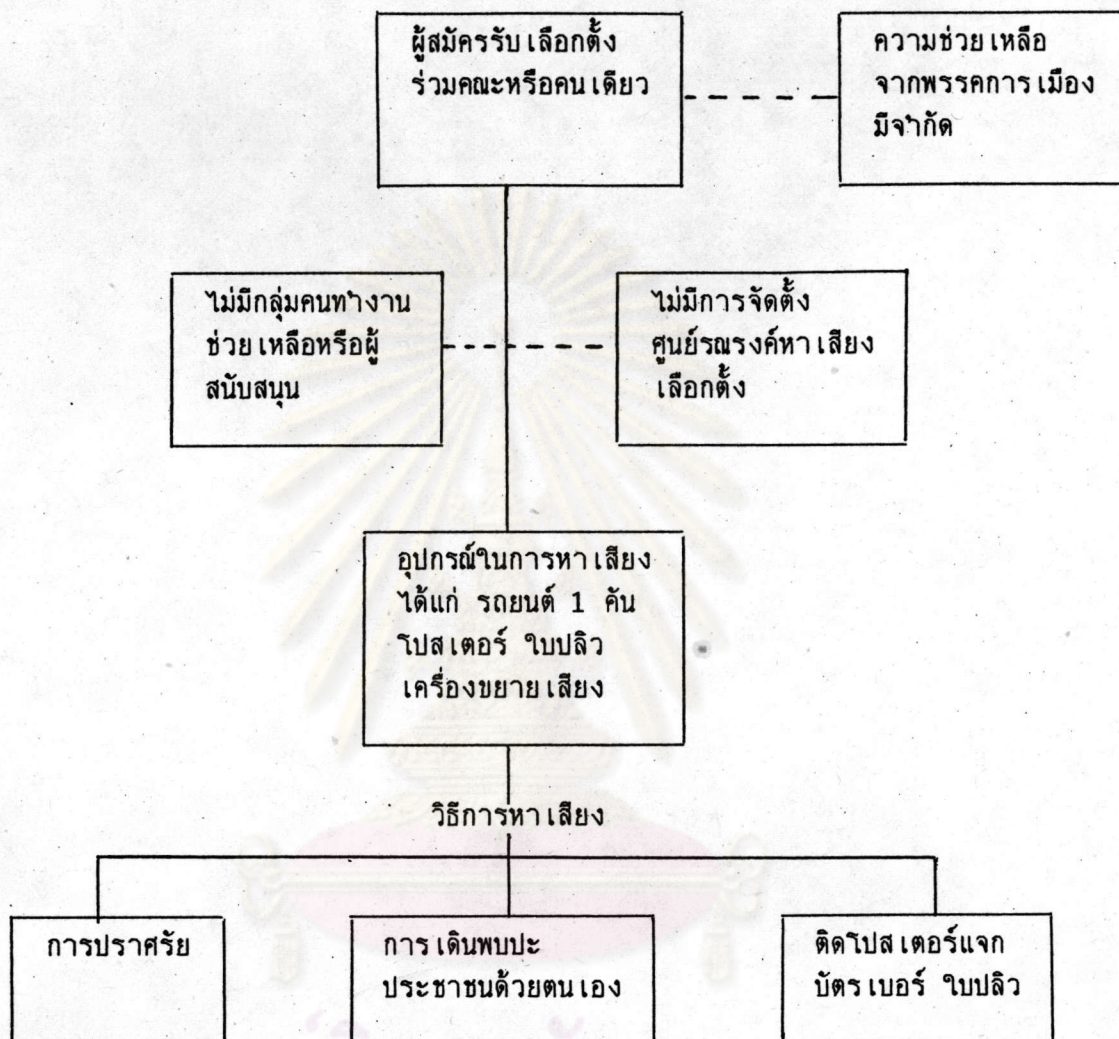 ผู้สมัครรับเลือกตั้ง
ร่วมคณะหรือคนเดียว
ความช่วยเหลือ
จากพรรคการเมือง
มีจำกัด
ไม่มีกลุ่มคนทำงาน
ช่วยเหลือหรือผู้
สนับสนุน
ไม่มีการจัดตั้ง
ศูนย์รณรงค์หาเสียง
เลือกตั้ง
อุปกรณ์ในการหาเสียง
ได้แก่ รถยนต์ 1 คัน
โปสเตอร์ ใบปลิว
เครื่องขยายเสียง
วิธีการหาเสียง
การปราศรัย
การเดินพบปะ
ประชาชนด้วยตนเอง
ติดโปสเตอร์แจก
บัตรเบอร์ ใบปลิว